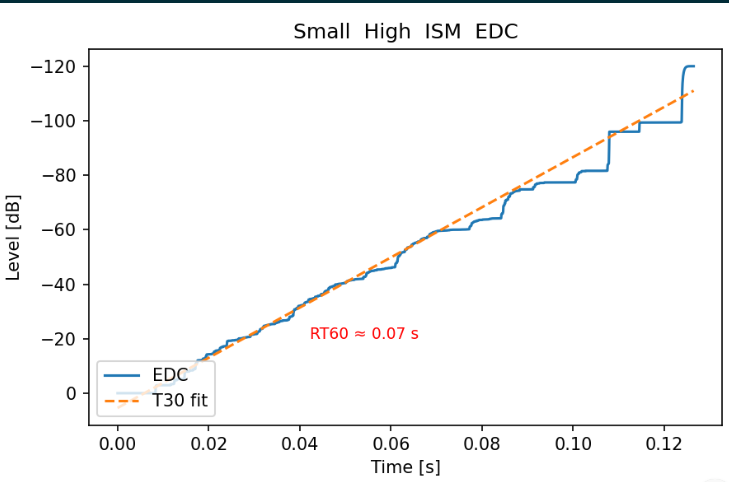 Small High ISM EDC
−120
−100
−80
−60
−40
−20
0
Level [dB]
RT60 ≈ 0.07 s
EDC
T30 fit
0.00 0.02 0.04 0.06 0.08 0.10 0.12
Time [s]